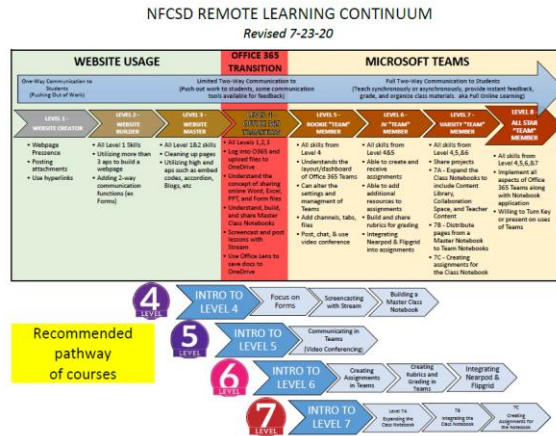 NFCSD REMOTE LEARNING CONTINUUM
Revised 7-23-20
WEBSITE USAGE
OFFICE 365
TRANSITION
MICROSOFT TEAMS
One-Way Communication to
Students
(Pushing Out of Work)
Limited Two-Way Communication to
(Push out work to students, some communication
tools available for feedback)
Full Two-Way Communication to Students
(Teach synchronously or asynchronously, provide instant feedback,
grade, and organize class materials. aka Full Online Learning)
LEVEL 1 -
WEBSITE CREATOR
• Webpage
Presence
• Posting
attachments
• Use hyperlinks
LEVEL 2 -
WEBSITE
BUILDER
• All Level 1 Skills
• Utilizing more than
3 aps to build a
webpage
• Adding 2-way
communication
functions (ex
Forms)
LEVEL 3 -
WEBSITE
MASTER
• All Level 1&2 skills
• Cleaning up pages
• Utilizing high end
aps such as embed
codes, accordion,
Blogs, etc
OFFICE 365
TRANSITION
• All Levels 1,2,3
• Log into O365 and
upload files to
OneDrive
• Understand the
concept of sharing
online Word, Excel,
PPT, and Form files
• Understand, build,
and share Master
Class Notebooks
• Screencast and post
lessons with
Stream
• Use Office Lens to
save docs to
OneDrive
LEVEL 5 -
ROOKIE "TEAM"
MEMBER
• All skills from
Level 4
• Understands the
layout/dashboard
of Office 365 Teams
• Can alter the
settings and
managment of
Teams
• Add channels, tabs,
files
• Post, chat, & use
video conference
LEVEL 6 -
JV "TEAM"
MEMBER
• All skills from
Level 4&5
• Able to create and
receive
assignments
• Able to add
additional
resources to
assignments
• Build and share
rubrics for grading
• Integrating
Nearpod & Flipgrid
into assignments
LEVEL 7 -
VARSITY "TEAM"
MEMBER
• All skills from
Level 4,5,&6
• Share projects
• 7A - Expand the
Class Notebooks to
include Content
Library,
Collaboration
Space, and Teacher
Content
• 7B - Distribute
pages from a
Master Notebook
to Team Notebooks
• 7C - Creating
assignments for
the Class Notebook
LEVEL 8
ALL STAR
"TEAM"
MEMBER
All skills from
Level 4,5,6,&7
• Implement all
aspects of Office
365 Teams along
with Notebook
application
• Willing to Turn Key
or present on uses
of Teams
Recommended
pathway
of courses
4
LEVEL
INTRO TO
LEVEL 4
Focus on
Forms
Screencasting
with Stream
Building a
Master Class
Notebook
5
LEVEL
INTRO TO
LEVEL 5
Communicating in
Teams
(Video Conferencing)
6
LEVEL
INTRO TO
LEVEL 6
Creating
Assignments
in Teams
Creating
Rubrics and
Grading in
Teams
Integrating
Nearpod &
Flipgrid
7
LEVEL
INTRO TO
LEVEL 7
Level 7A
Expanding the
Class Notebook
7B
Integrating the
Class Notebook
7C
Creating
Assignments for
the Notebook